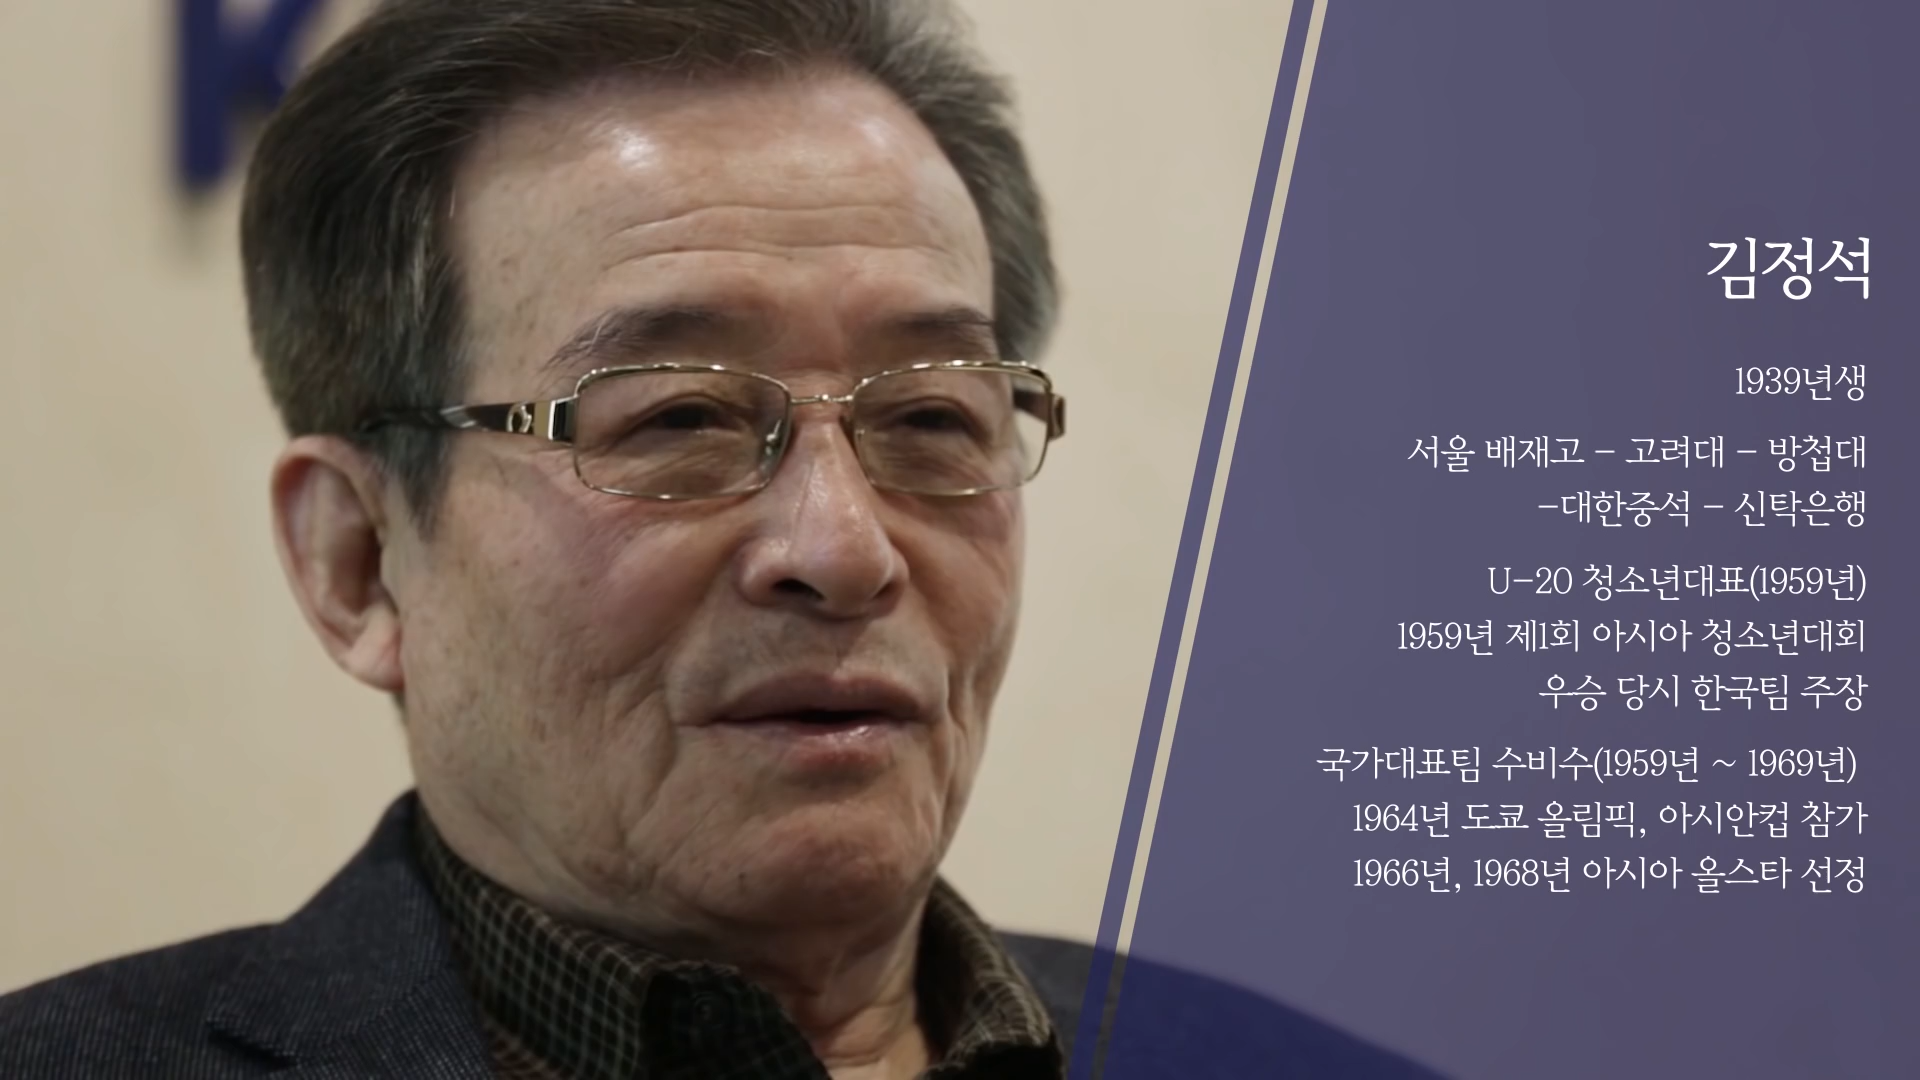 김정석
1939년생
서울 배재고 - 고려대 - 방첩대
-대한중석 - 신탁은행
U-20 청소년대표(1959년)
1959년 제1회 아시아 청소년대회
우승 당시 한국팀 주장
국가대표팀 수비수(1959년 ~ 1969년)
1964년 도쿄 올림픽, 아시안컵 참가
1966년, 1968년 아시아 올스타 선정